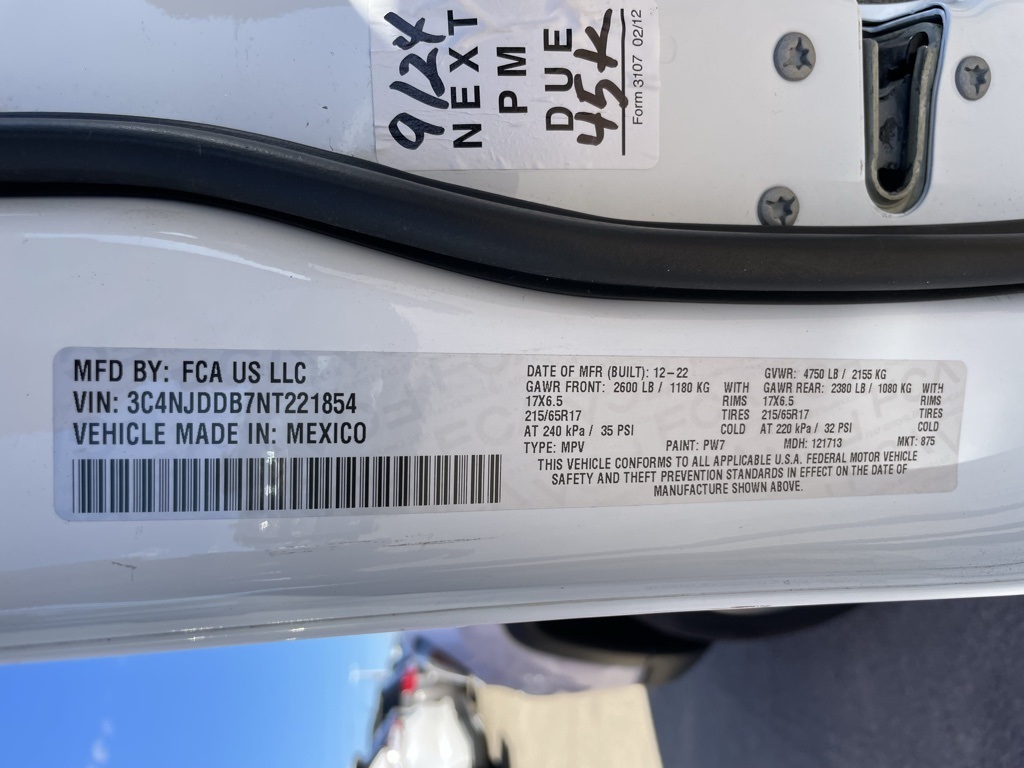 9/24
NEXT
PM
DUE
45K
Form 3107 02/12
MFD BY: FCA US LLC
VIN: 3C4NJDDB7NT221854
VEHICLE MADE IN: MEXICO
DATE OF MFR (BUILT): 12-22 GVWR: 4750 LB / 2155 KG
GAWR FRONT: 2600 LB / 1180 KG WITH GAWR REAR: 2380 LB / 1080 KG WITH
17X6.5 RIMS 17X6.5 RIMS
215/65R17 TIRES 215/65R17 TIRES
AT 240 kPa / 35 PSI COLD AT 220 kPa / 32 PSI COLD
TYPE: MPV PAINT: PW7 MDH: 121713 MKT: 875
THIS VEHICLE CONFORMS TO ALL APPLICABLE U.S.A. FEDERAL MOTOR VEHICLE
SAFETY AND THEFT PREVENTION STANDARDS IN EFFECT ON THE DATE OF
MANUFACTURE SHOWN ABOVE.